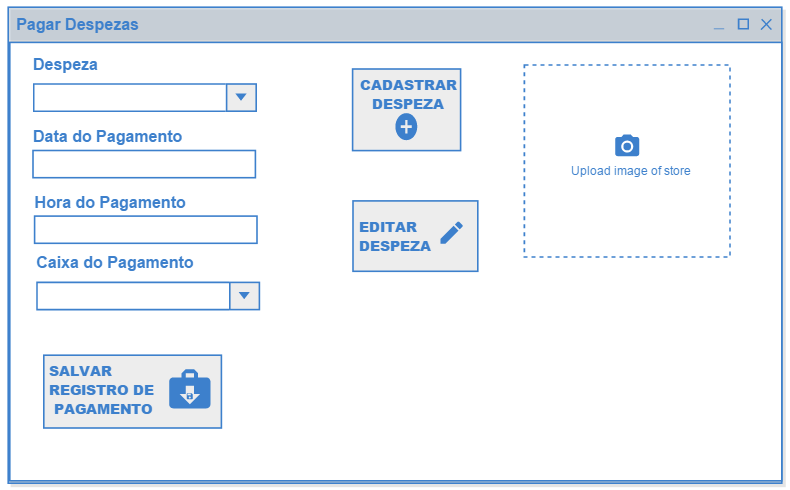 Pagar Despezas
Despeza
Data do Pagamento
Hora do Pagamento
Caixa do Pagamento
SALVAR
REGISTRO DE
PAGAMENTO
CADASTRAR
DESPEZA
EDITAR
DESPEZA
Upload image of store